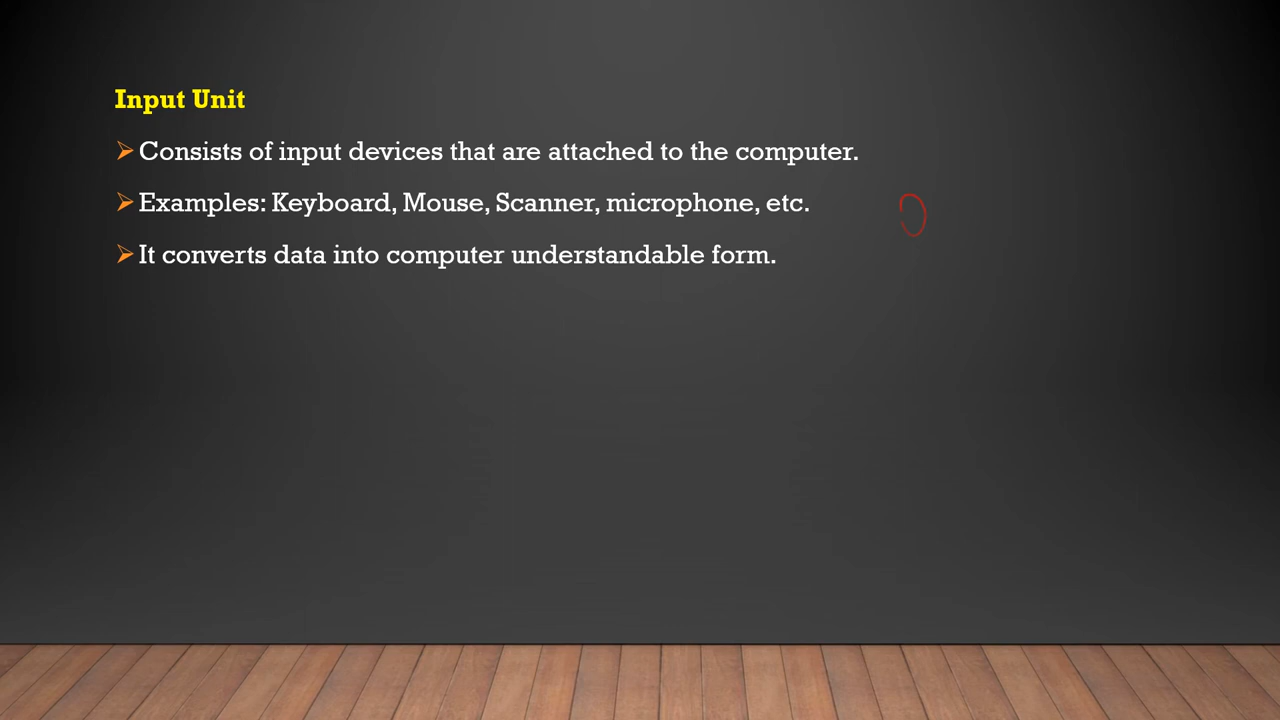 Input Unit
Consists of input devices that are attached to the computer.
Examples: Keyboard, Mouse, Scanner, microphone, etc.
It converts data into computer understandable form.